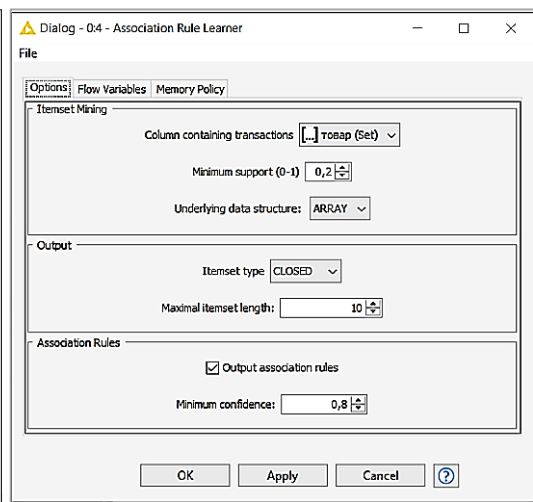 Dialog - 0:4 - Association Rule Learner
File
Options Flow Variables Memory Policy
Itemset Mining
Column containing transactions [...] товар (Set)
Minimum support (0-1) 0,2
Underlying data structure: ARRAY
Output
Itemset type CLOSED
Maximal itemset length: 10
Association Rules
Output association rules
Minimum confidence: 0,8
OK Apply Cancel ?